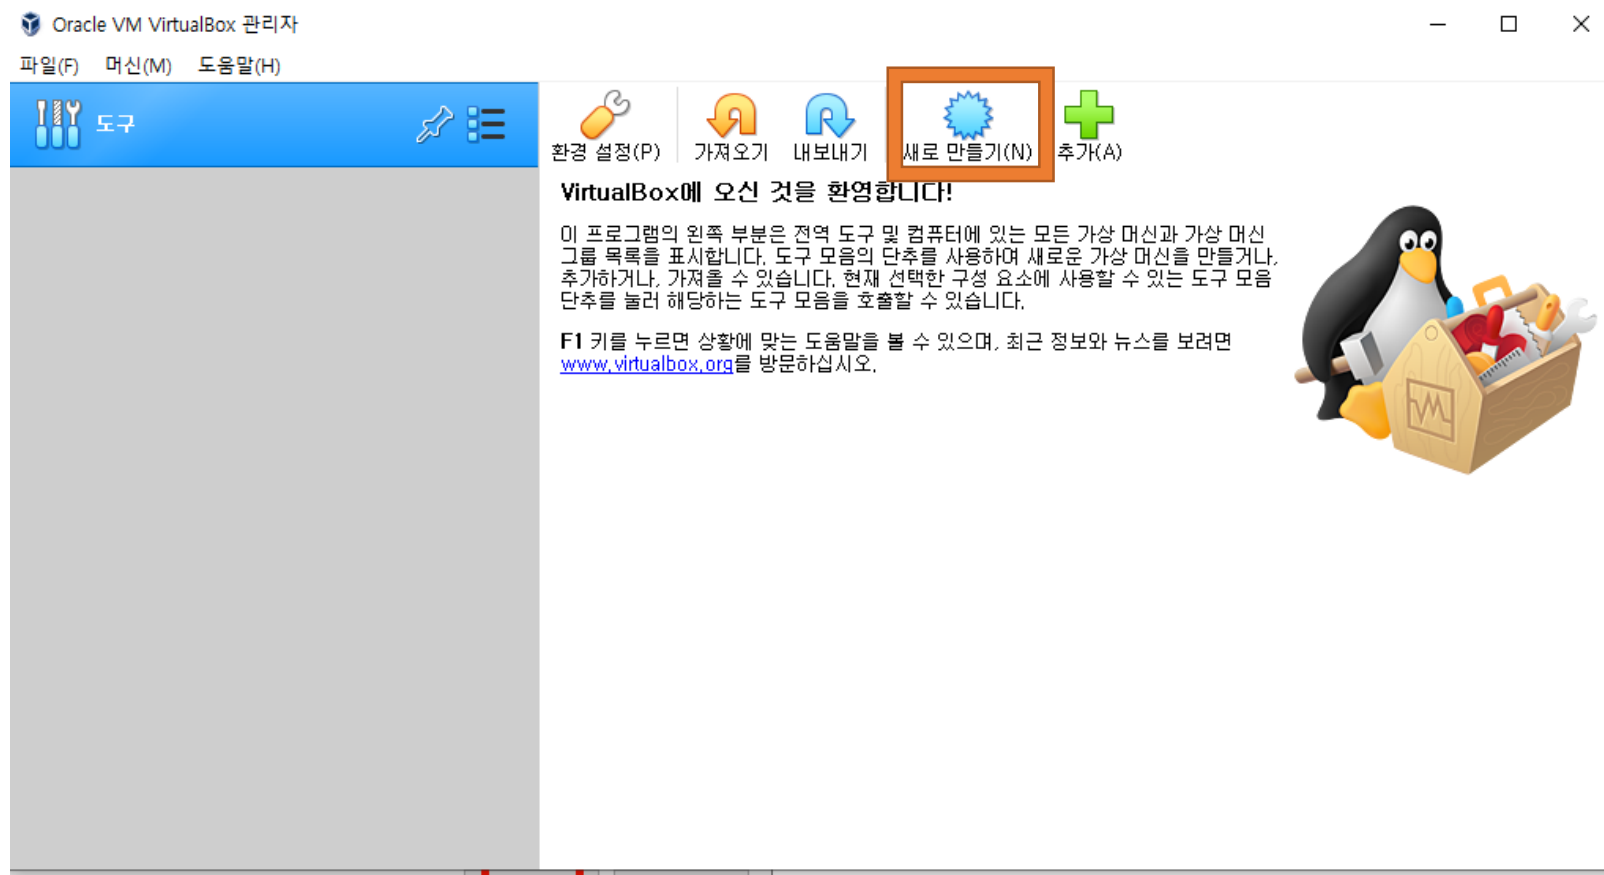 Oracle VM VirtualBox 관리자
파일(F) 머신(M) 도움말(H)
도구
환경 설정(P) 가져오기 내보내기 새로 만들기(N) 추가(A)
VirtualBox에 오신 것을 환영합니다!
이 프로그램의 왼쪽 부분은 전역 도구 및 컴퓨터에 있는 모든 가상 머신과 가상 머신
그룹 목록을 표시합니다. 도구 모음의 단추를 사용하여 새로운 가상 머신을 만들거나,
추가하거나, 가져올 수 있습니다. 현재 선택한 구성 요소에 사용할 수 있는 도구 모음
단추를 눌러 해당하는 도구 모음을 호출할 수 있습니다.
F1 키를 누르면 상황에 맞는 도움말을 볼 수 있으며, 최근 정보와 뉴스를 보려면
www.virtualbox.org를 방문하십시오.